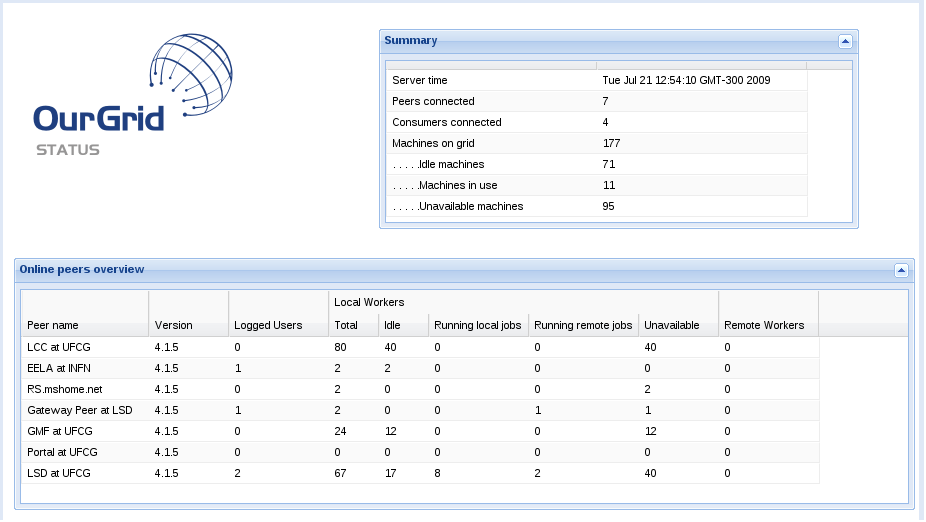 OurGrid
STATUS
Summary
Server time Tue Jul 21 12:54:10 GMT-300 2009
Peers connected 7
Consumers connected 4
Machines on grid 177
. . . . .Idle machines 71
. . . . .Machines in use 11
. . . . .Unavailable machines 95
Online peers overview
Local Workers
Peer name Version Logged Users Total Idle Running local jobs Running remote jobs Unavailable Remote Workers
LCC at UFCG 4.1.5 0 80 40 0 0 40 0
EELA at INFN 4.1.5 1 2 2 0 0 0 0
RS.mshome.net 4.1.5 0 2 0 0 0 2 0
Gateway Peer at LSD 4.1.5 1 2 0 0 1 1 0
GMF at UFCG 4.1.5 0 24 12 0 0 12 0
Portal at UFCG 4.1.5 0 0 0 0 0 0 0
LSD at UFCG 4.1.5 2 67 17 8 2 40 0